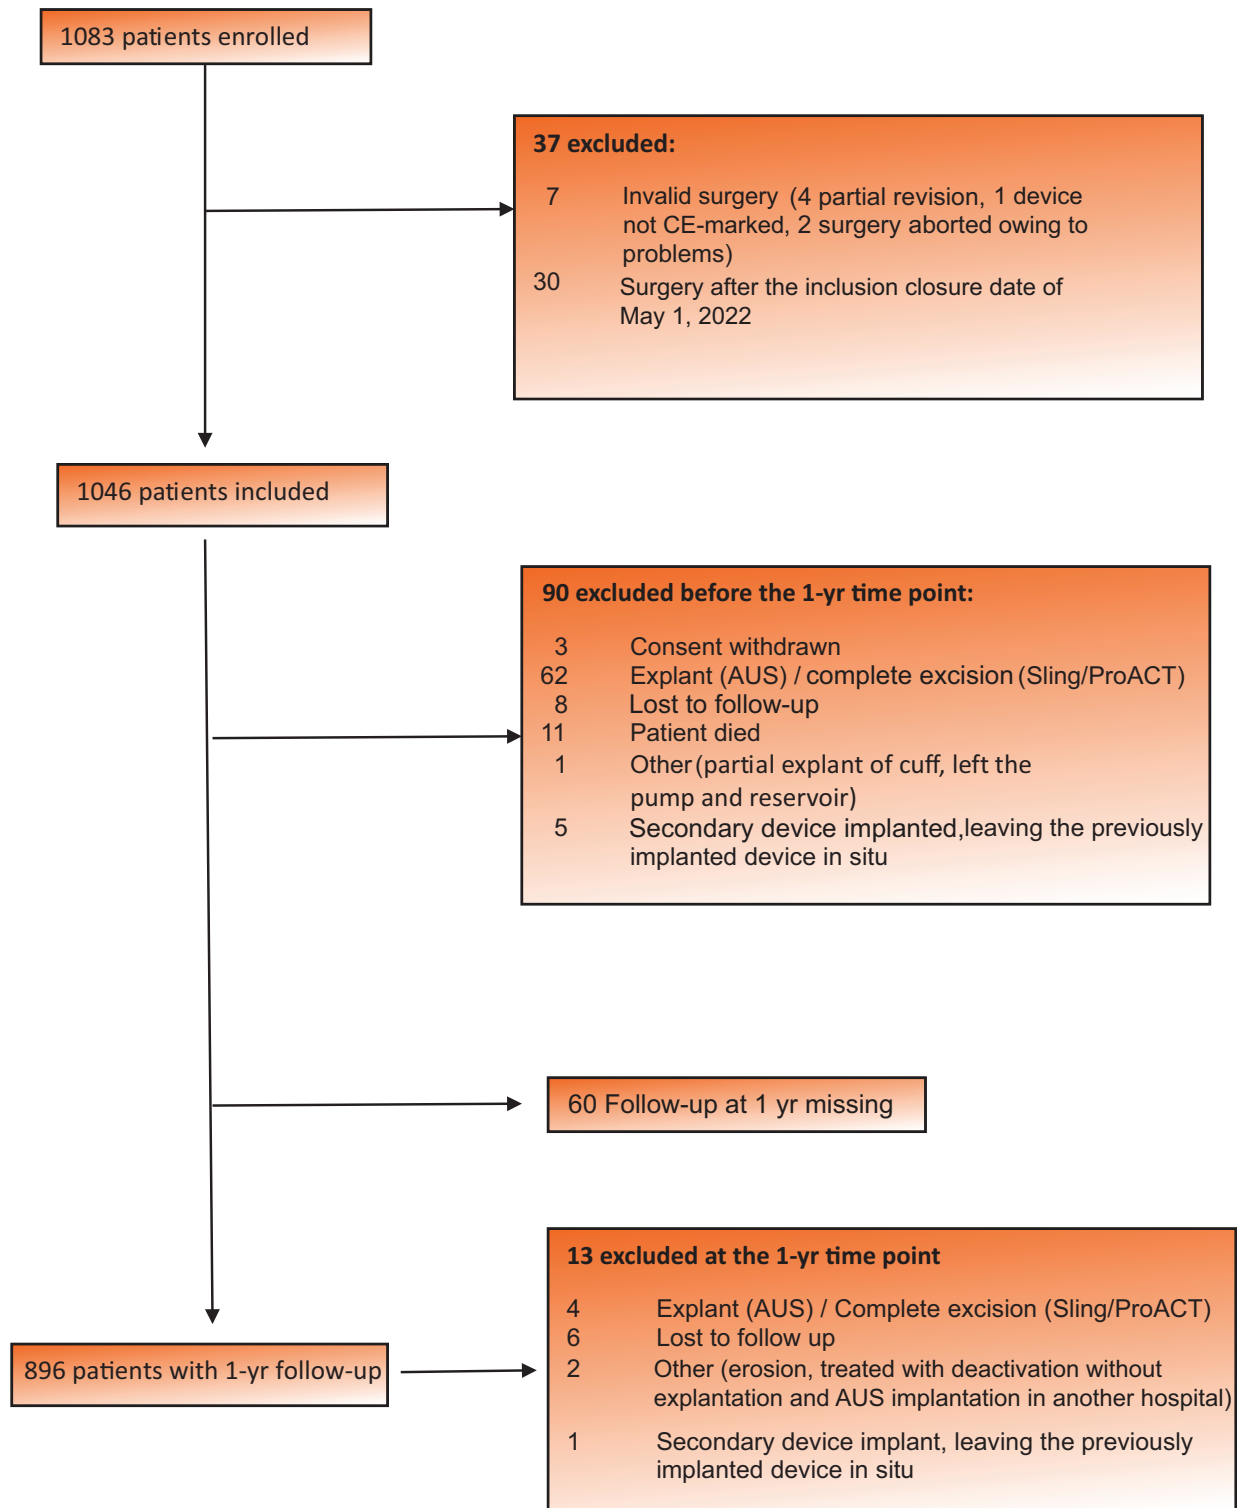 1083 patients enrolled
37 excluded:
7 Invalid surgery (4 partial revision, 1 device
not CE-marked, 2 surgery aborted owing to
problems)
30 Surgery after the inclusion closure date of
May 1, 2022
1046 patients included
90 excluded before the 1-yr time point:
3 Consent withdrawn
62 Explant (AUS) / complete excision (Sling/ProACT)
8 Lost to follow-up
11 Patient died
1 Other (partial explant of cuff, left the
pump and reservoir)
5 Secondary device implanted,leaving the previously
implanted device in situ
60 Follow-up at 1 yr missing
896 patients with 1-yr follow-up
13 excluded at the 1-yr time point
4 Explant (AUS) / Complete excision (Sling/ProACT)
6 Lost to follow up
2 Other (erosion, treated with deactivation without
explantation and AUS implantation in another hospital)
1 Secondary device implant, leaving the previously
implanted device in situ